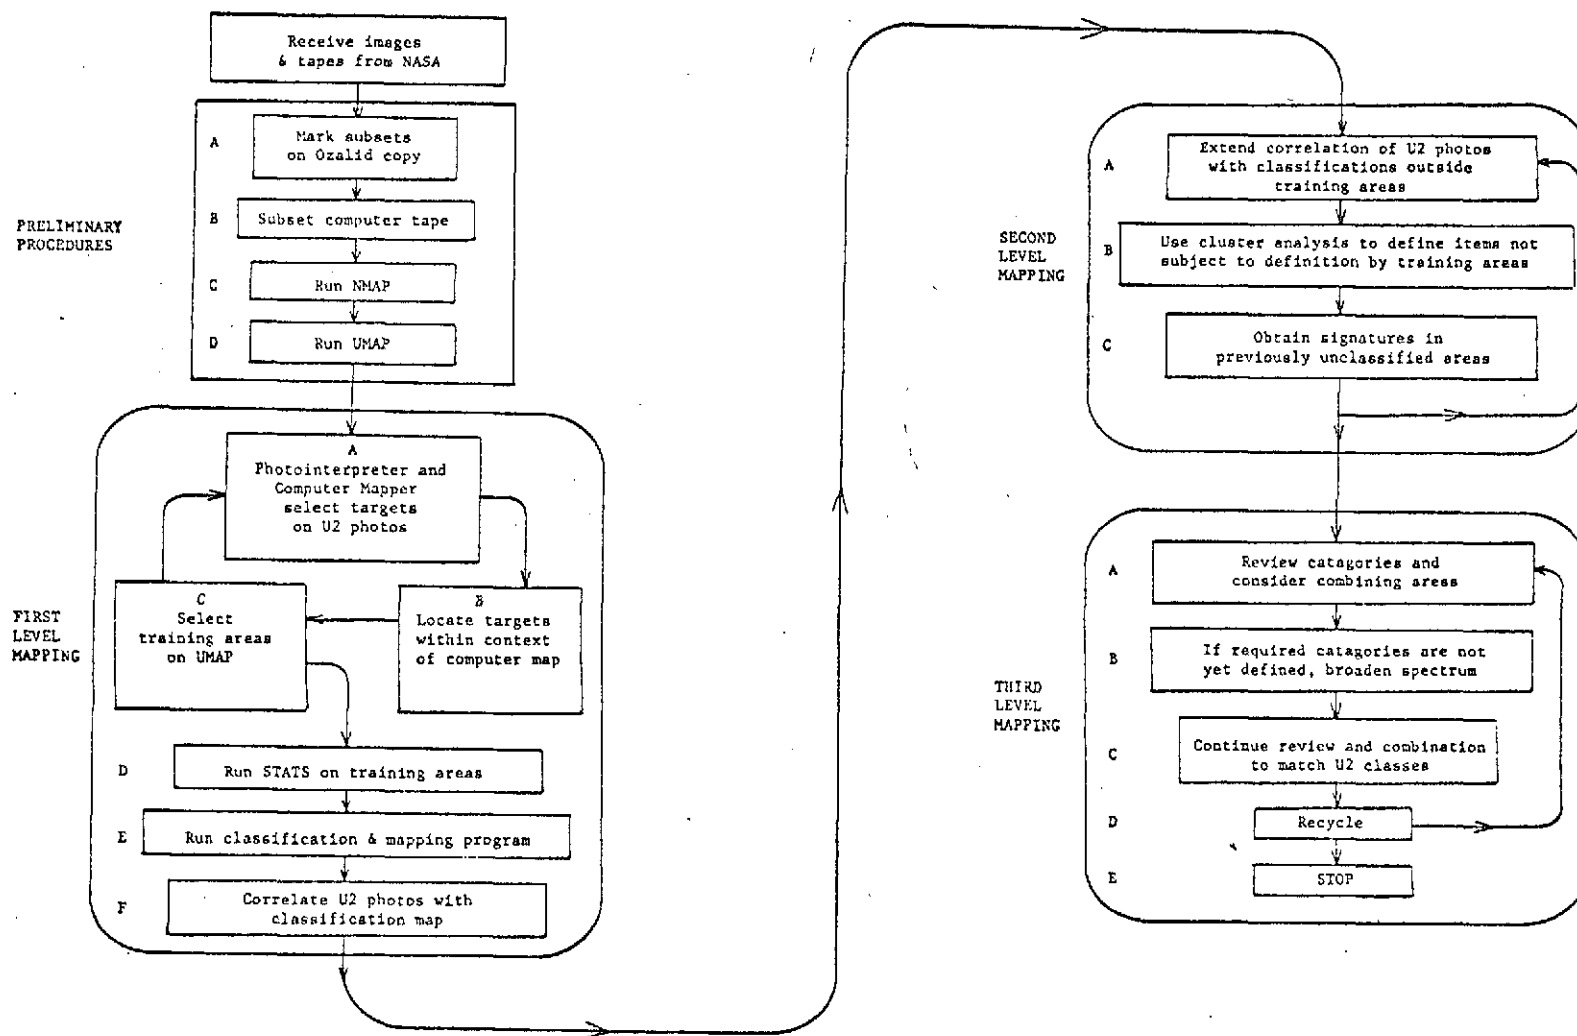 Receive images
& tapes from NASA
PRELIMINARY
PROCEDURES
A
Mark subsets
on Ozalid copy
B
Subset computer tape
C
Run NMAP
D
Run UMAP
FIRST
LEVEL
MAPPING
A
Photointerpreter and
Computer Mapper
select targets
on U2 photos
B
Locate targets
within context
of computer map
C
Select
training areas
on UMAP
D
Run STATS on training areas
E
Run classification & mapping program
F
Correlate U2 photos with
classification map
SECOND
LEVEL
MAPPING
A
Extend correlation of U2 photos
with classifications outside
training areas
B
Use cluster analysis to define items not
subject to definition by training areas
C
Obtain signatures in
previously unclassified areas
THIRD
LEVEL
MAPPING
A
Review catagories and
consider combining areas
B
If required catagories are not
yet defined, broaden spectrum
C
Continue review and combination
to match U2 classes
D
Recycle
E
STOP